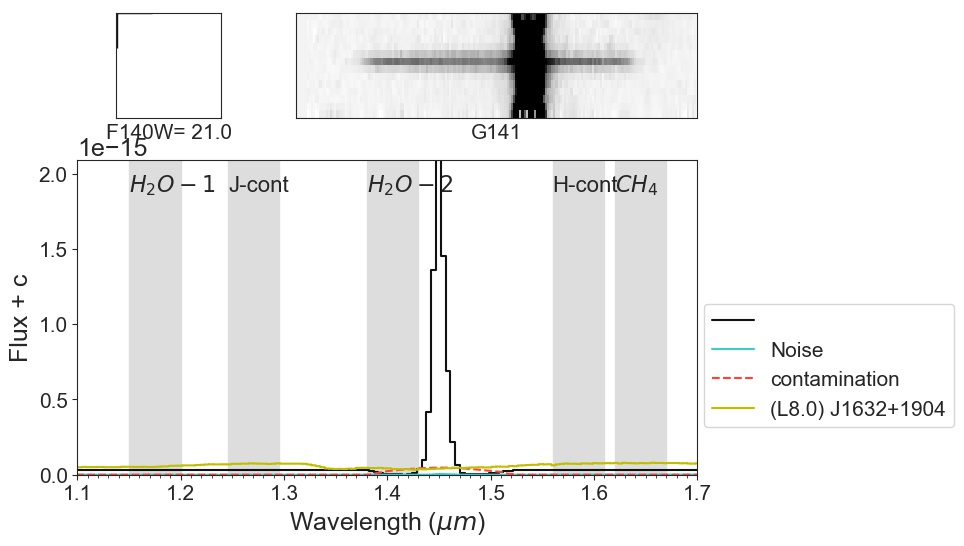 F140W= 21.0
G141
1e−15
H₂O − 1 J-cont H₂O − 2 H-cont CH₄
2.0
1.5
1.0
0.5
0.0
Flux + c
1.1 1.2 1.3 1.4 1.5 1.6 1.7
Wavelength (μm)
Noise
contamination
(L8.0) J1632+1904